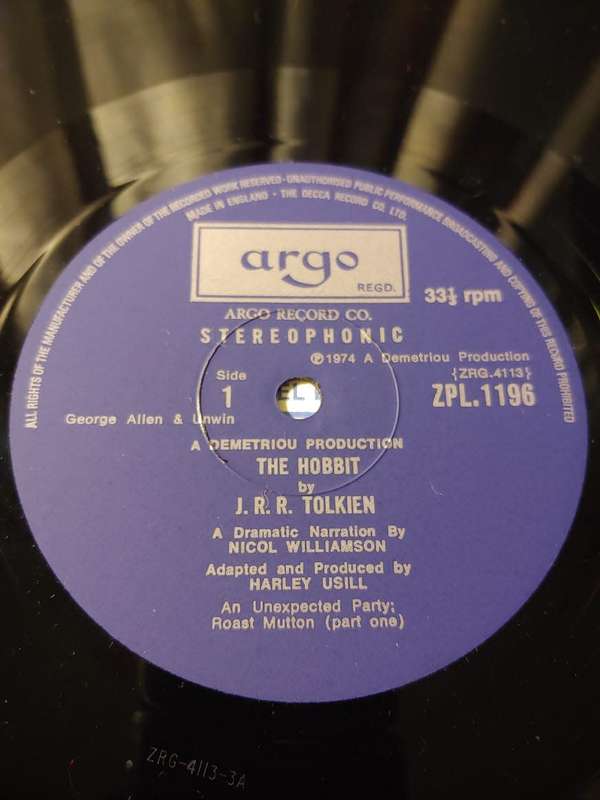 ALL RIGHTS OF THE MANUFACTURER AND OF THE OWNER OF THE RECORDED WORK RESERVED · UNAUTHORISED PUBLIC PERFORMANCE BROADCASTING AND COPYING OF THIS RECORD PROHIBITED
MADE IN ENGLAND · THE DECCA RECORD CO. LTD.
argo
REGD.
33⅓ rpm
ARGO RECORD CO.
STEREOPHONIC
℗1974 A Demetriou Production
Side
{ZRG.4113}
1
ZPL.1196
George Allen & Unwin
A DEMETRIOU PRODUCTION
THE HOBBIT
by
J. R. R. TOLKIEN
A Dramatic Narration By
NICOL WILLIAMSON
Adapted and Produced by
HARLEY USILL
An Unexpected Party;
Roast Mutton (part one)
ZRG-4113-3A